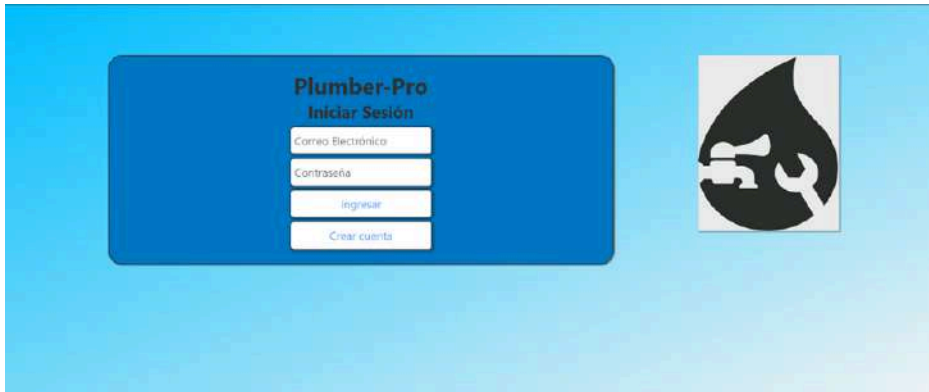 Plumber-Pro
Iniciar Sesión
Correo Electrónico
Contraseña
Ingresar
Crear cuenta